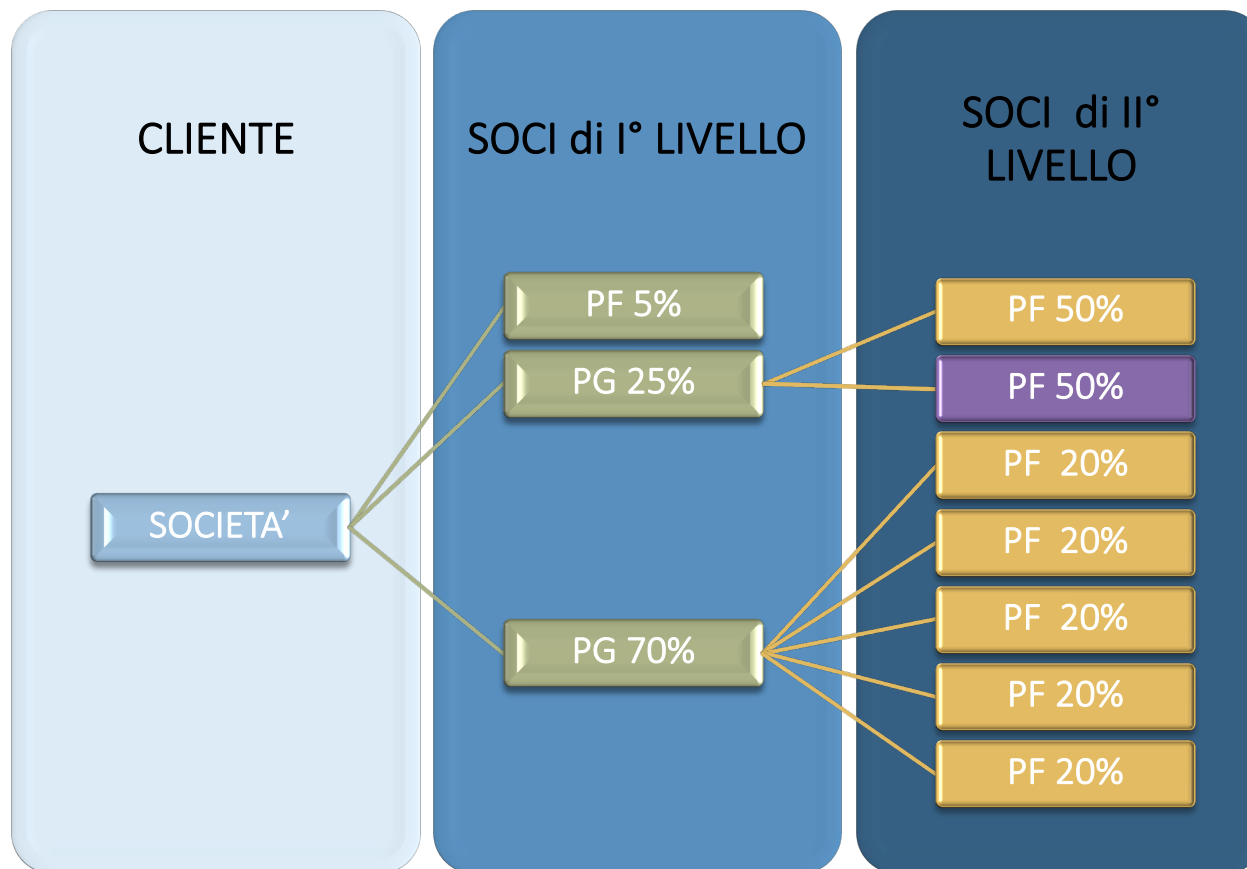 CLIENTE
SOCIETA’
SOCI di I° LIVELLO
PF 5%
PG 25%
PG 70%
SOCI  di II°
LIVELLO
PF 50%
PF 50%
PF  20%
PF  20%
PF  20%
PF 20%
PF 20%